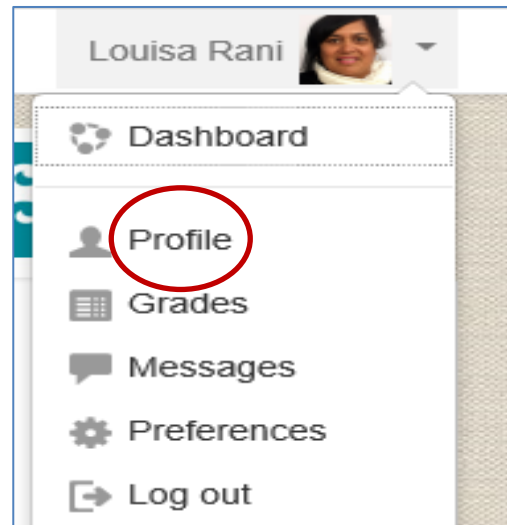 Louisa Rani
Dashboard
Profile
Grades
Messages
Preferences
Log out